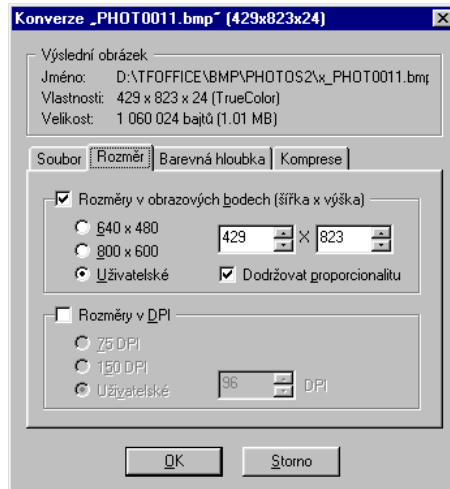 Konverze „PHOT0011.bmp" (429x823x24)
Výslední obrázek
Jméno: D:\TFOFFICE\BMP\PHOTOS2\x_PHOT0011.bmp
Vlastnosti: 429 x 823 x 24 (TrueColor)
Velikost: 1 060 024 bajtů (1.01 MB)
Soubor Rozměr Barevná hloubka Komprese
Rozměry v obrazových bodech (šířka x výška)
640 x 480
429 X 823
800 x 600
Uživatelské Dodržovat proporcionalitu
Rozměry v DPI
75 DPI
150 DPI
Uživatelské 96 DPI
OK Storno